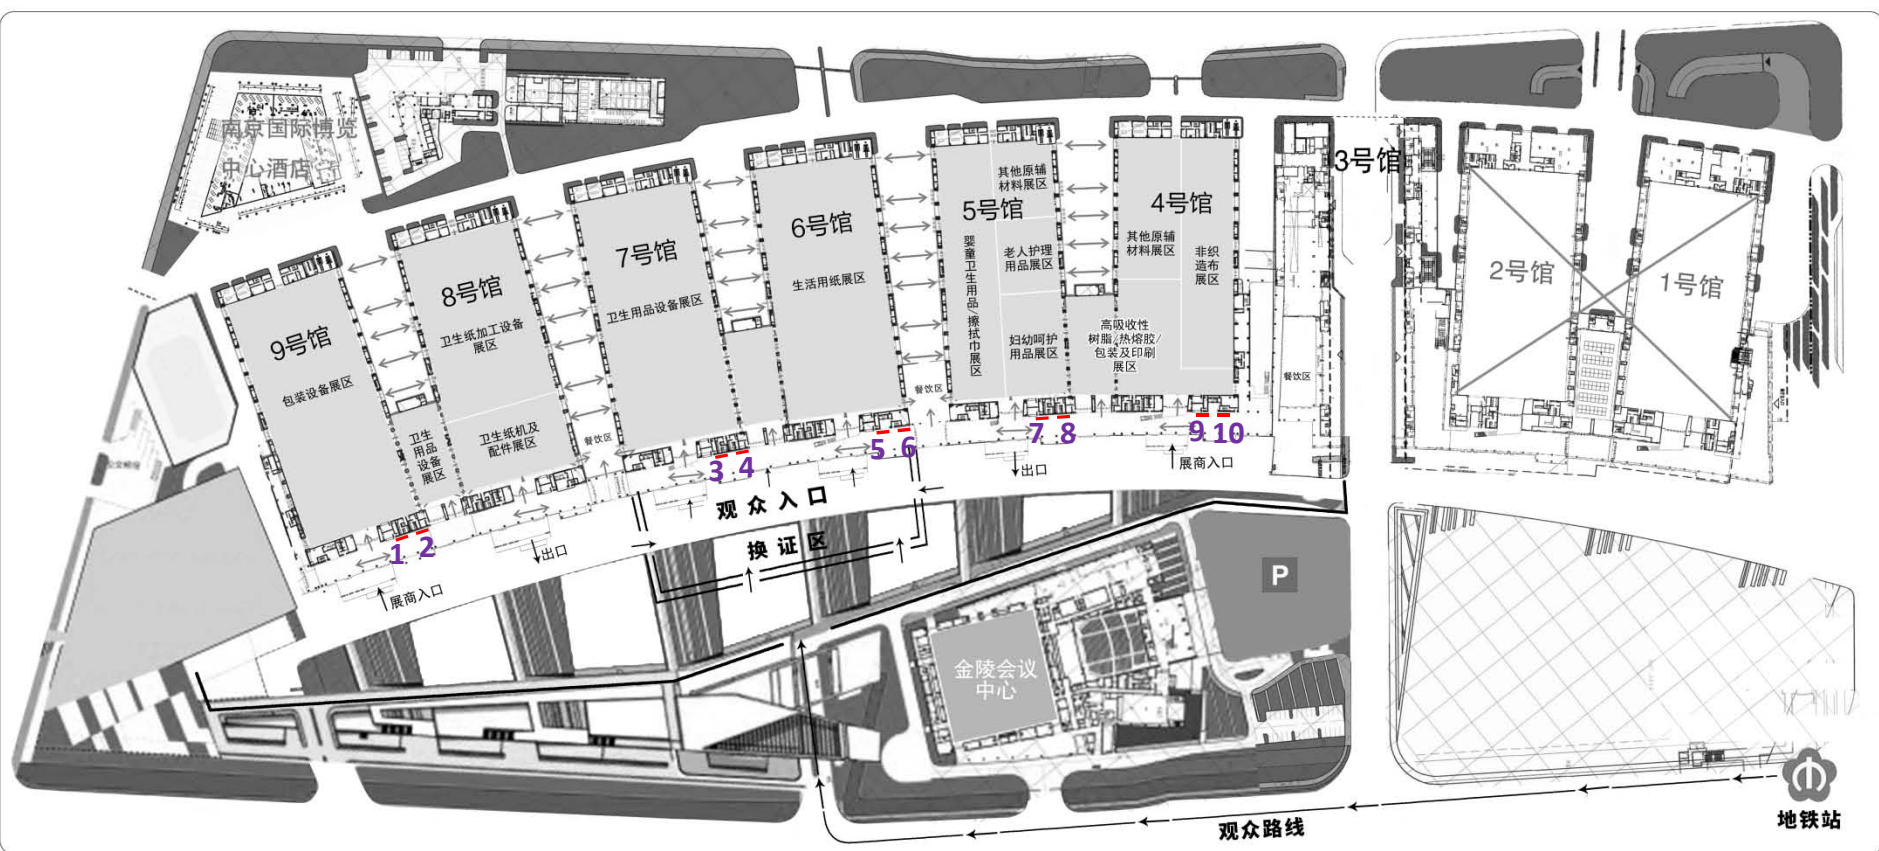 南京国际博览
中心酒店
9号馆
包装设备展区
8号馆
卫生纸加工设备
展区
卫生
用品
设备
展区
卫生纸机及
配件展区
7号馆
卫生用品设备展区
餐饮区
6号馆
生活用纸展区
餐饮区
5号馆
其他原辅
材料展区
婴童卫生用品/擦拭巾展区
老人护理
用品展区
妇幼呵护
用品展区
4号馆
其他原辅
材料展区
非织
造布
展区
高吸收性
树脂/热熔胶/
包装及印刷
展区
3号馆
餐饮区
2号馆
1号馆
1
2
3
4
5
6
7
8
9
10
展商入口
出口
观众入口
换证区
出口
展商入口
P
金陵会议
中心
观众路线
地铁站